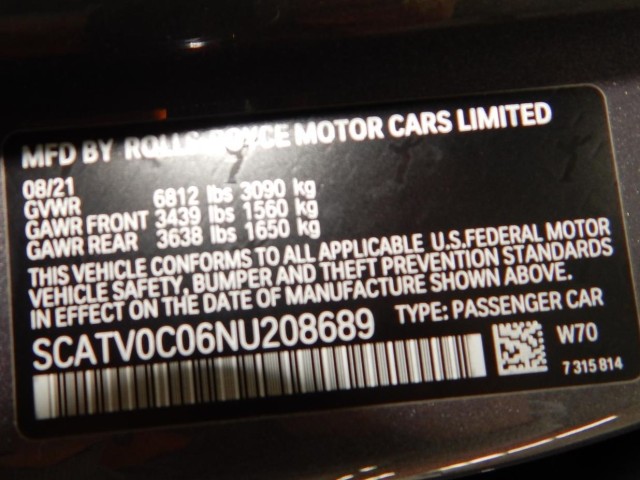 MFD BY ROLLS-ROYCE MOTOR CARS LIMITED
08/21
GVWR 6812 lbs 3090 kg
GAWR FRONT 3439 lbs 1560 kg
GAWR REAR 3638 lbs 1650 kg
THIS VEHICLE CONFORMS TO ALL APPLICABLE U.S.FEDERAL MOTOR
VEHICLE SAFETY, BUMPER AND THEFT PREVENTION STANDARDS
IN EFFECT ON THE DATE OF MANUFACTURE SHOWN ABOVE.
SCATV0C06NU208689 TYPE: PASSENGER CAR
W70
7 315 814